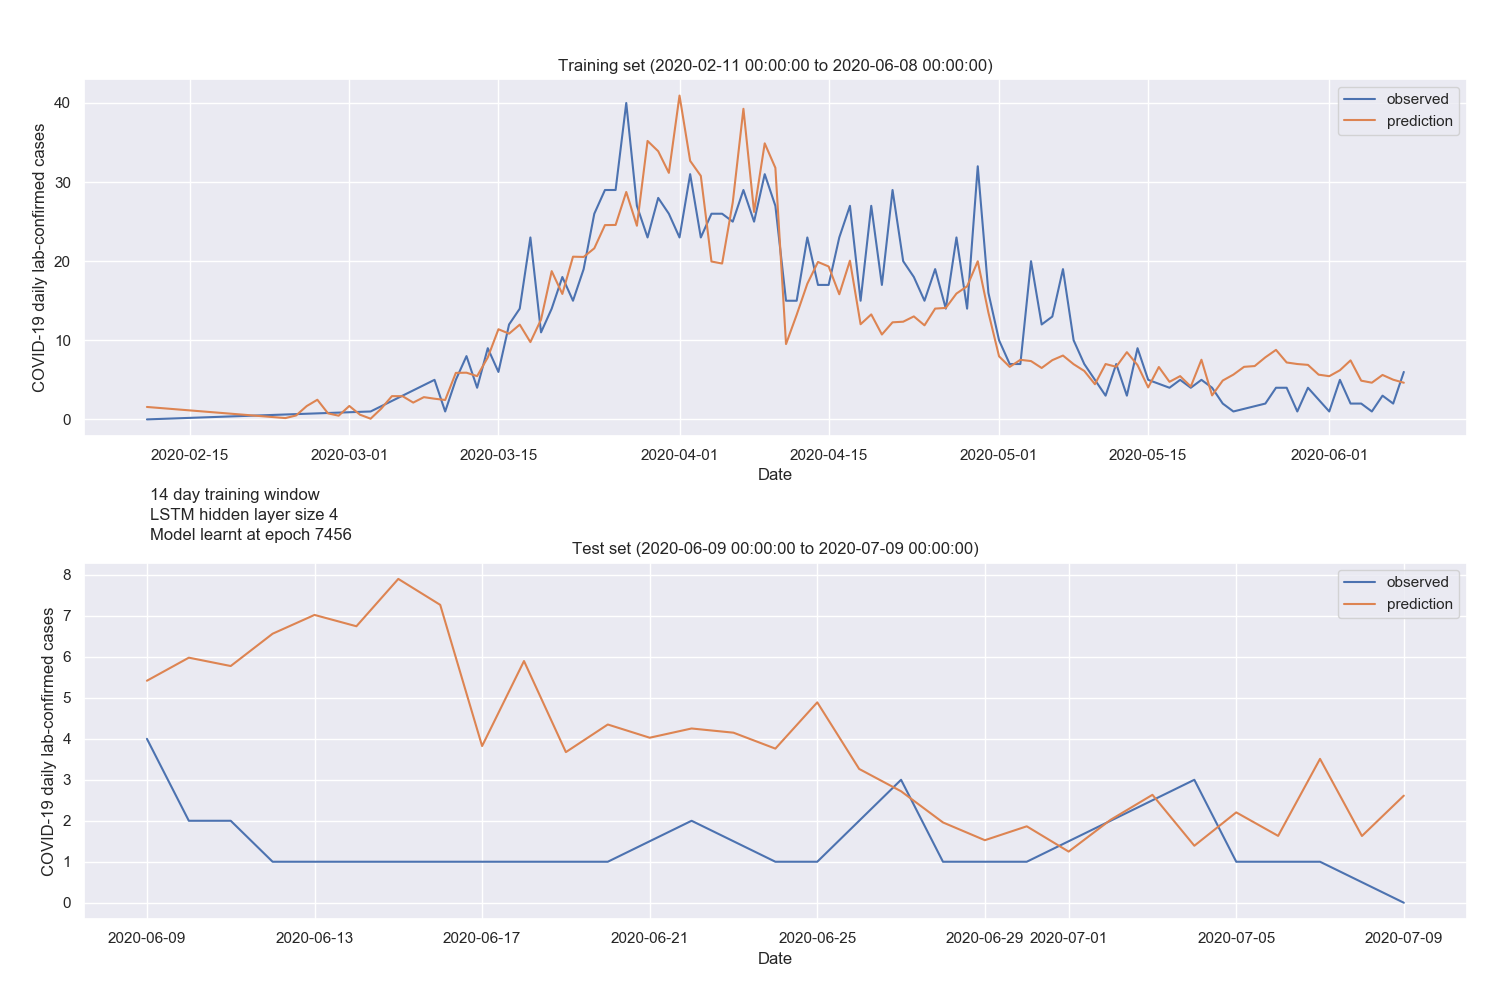 Training set (2020-02-11 00:00:00 to 2020-06-08 00:00:00)
COVID-19 daily lab-confirmed cases
40
30
20
10
0
observed
prediction
2020-02-15 2020-03-01 2020-03-15 2020-04-01 2020-04-15 2020-05-01 2020-05-15 2020-06-01
Date
14 day training window
LSTM hidden layer size 4
Model learnt at epoch 7456
Test set (2020-06-09 00:00:00 to 2020-07-09 00:00:00)
COVID-19 daily lab-confirmed cases
8
7
6
5
4
3
2
1
0
observed
prediction
2020-06-09 2020-06-13 2020-06-17 2020-06-21 2020-06-25 2020-06-29 2020-07-01 2020-07-05 2020-07-09
Date